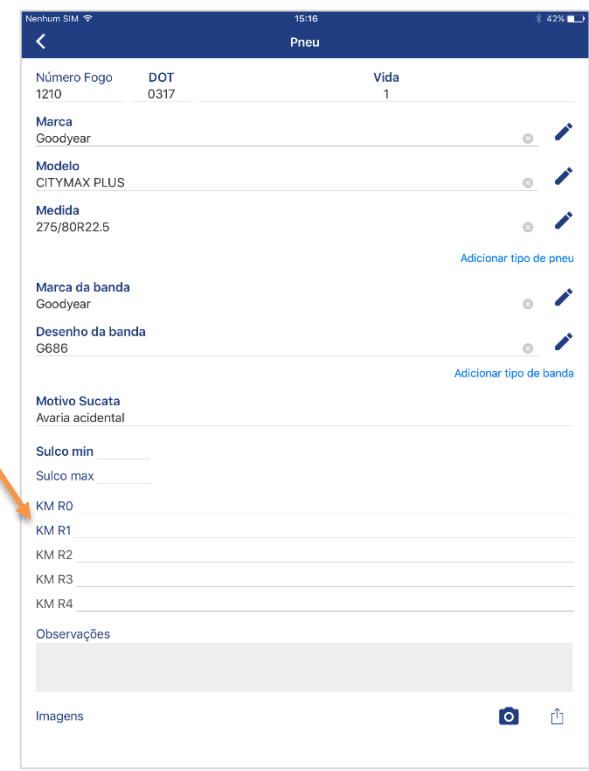 Nenhum SIM 15:16 42%
Pneu
Número Fogo DOT Vida
1210 0317 1
Marca
Goodyear
Modelo
CITYMAX PLUS
Medida
275/80R22.5
Adicionar tipo de pneu
Marca da banda
Goodyear
Desenho da banda
G686
Adicionar tipo de banda
Motivo Sucata
Avaria acidental
Sulco min
Sulco max
KM R0
KM R1
KM R2
KM R3
KM R4
Observações
Imagens